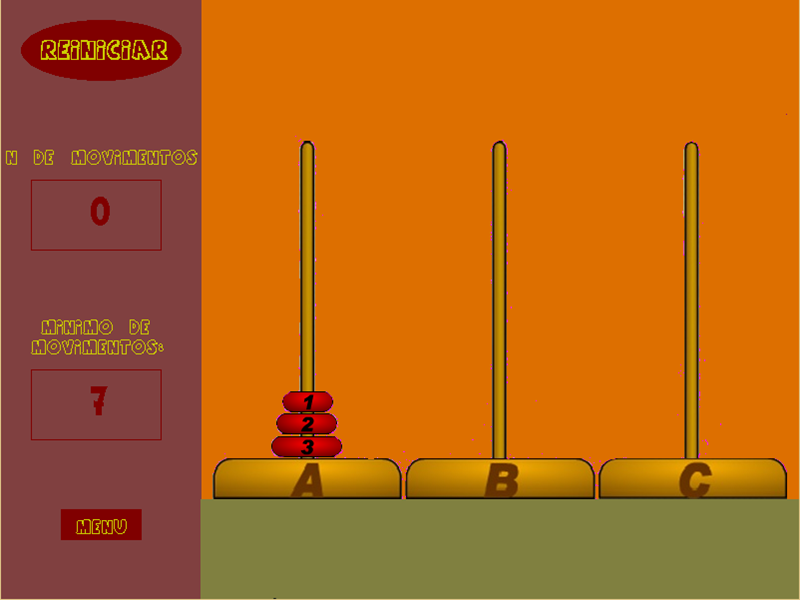 REINICIAR
N DE MOVIMENTOS
0
MINIMO DE
MOVIMENTOS:
7
MENU
1
2
3
A B C